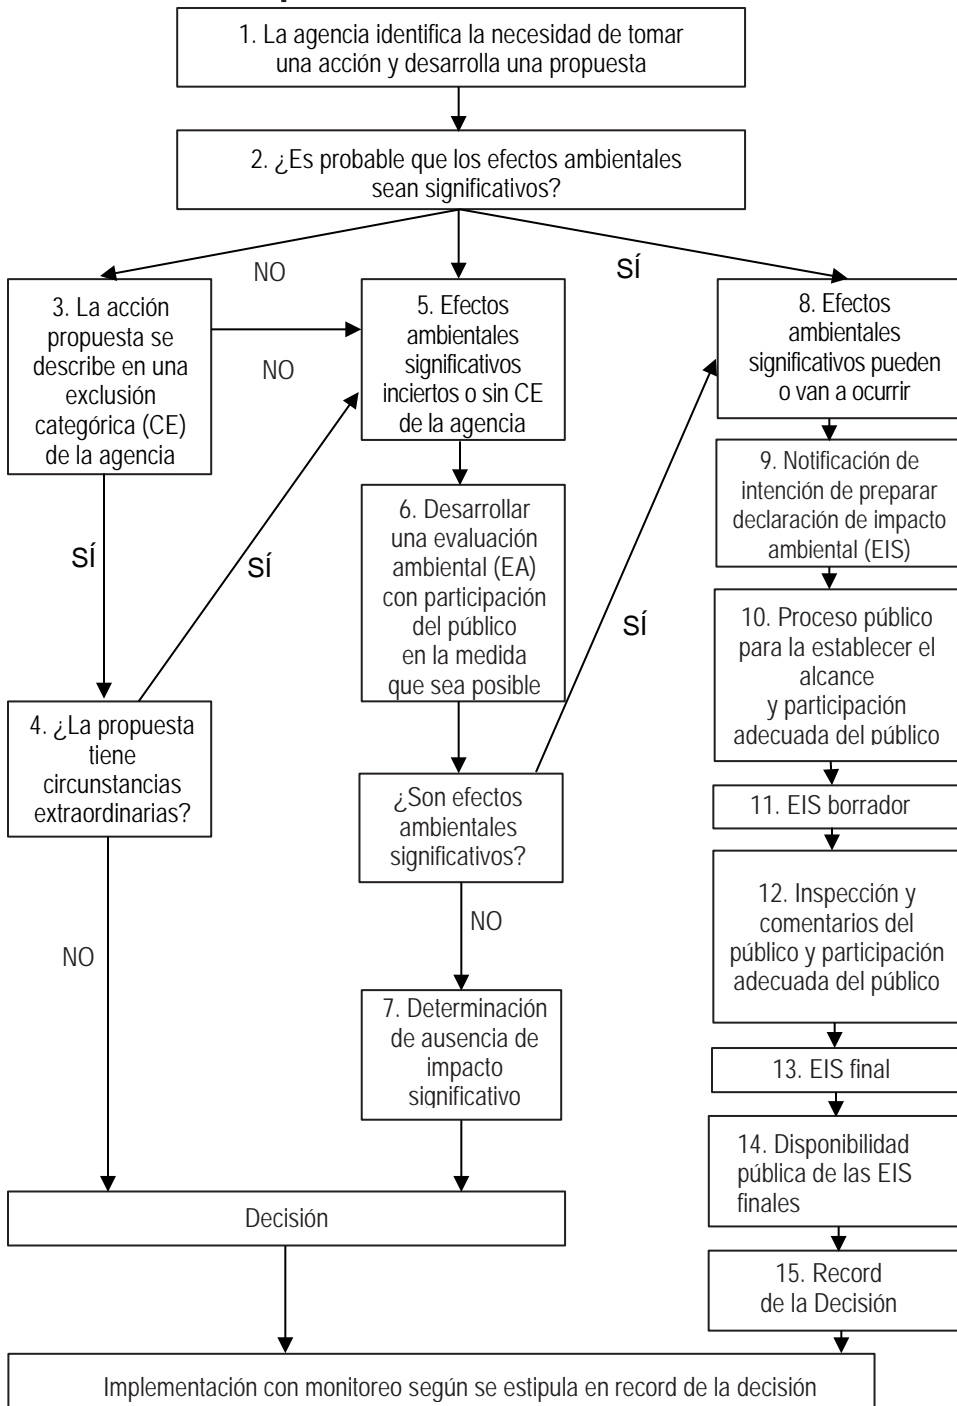 1. La agencia identifica la necesidad de tomar
una acción y desarrolla una propuesta
2. ¿Es probable que los efectos ambientales
sean significativos?
NO
SÍ
3. La acción
propuesta se
describe en una
exclusión
categórica (CE)
de la agencia
NO
5. Efectos
ambientales
significativos
inciertos o sin CE
de la agencia
8. Efectos
ambientales
significativos pueden
o van a ocurrir
SÍ
SÍ
6. Desarrollar
una evaluación
ambiental (EA)
con participación
del público
en la medida
que sea posible
SÍ
9. Notificación de
intención de preparar
declaración de impacto
ambiental (EIS)
10. Proceso público
para la establecer el
alcance
y participación
adecuada del público
4. ¿La propuesta
tiene
circunstancias
extraordinarias?
¿Son efectos
ambientales
significativos?
11. EIS borrador
12. Inspección y
comentarios del
público y participación
adecuada del público
NO
NO
7. Determinación
de ausencia de
impacto
significativo
13. EIS final
14. Disponibilidad
pública de las EIS
finales
Decisión
15. Record
de la Decisión
Implementación con monitoreo según se estipula en record de la decisión